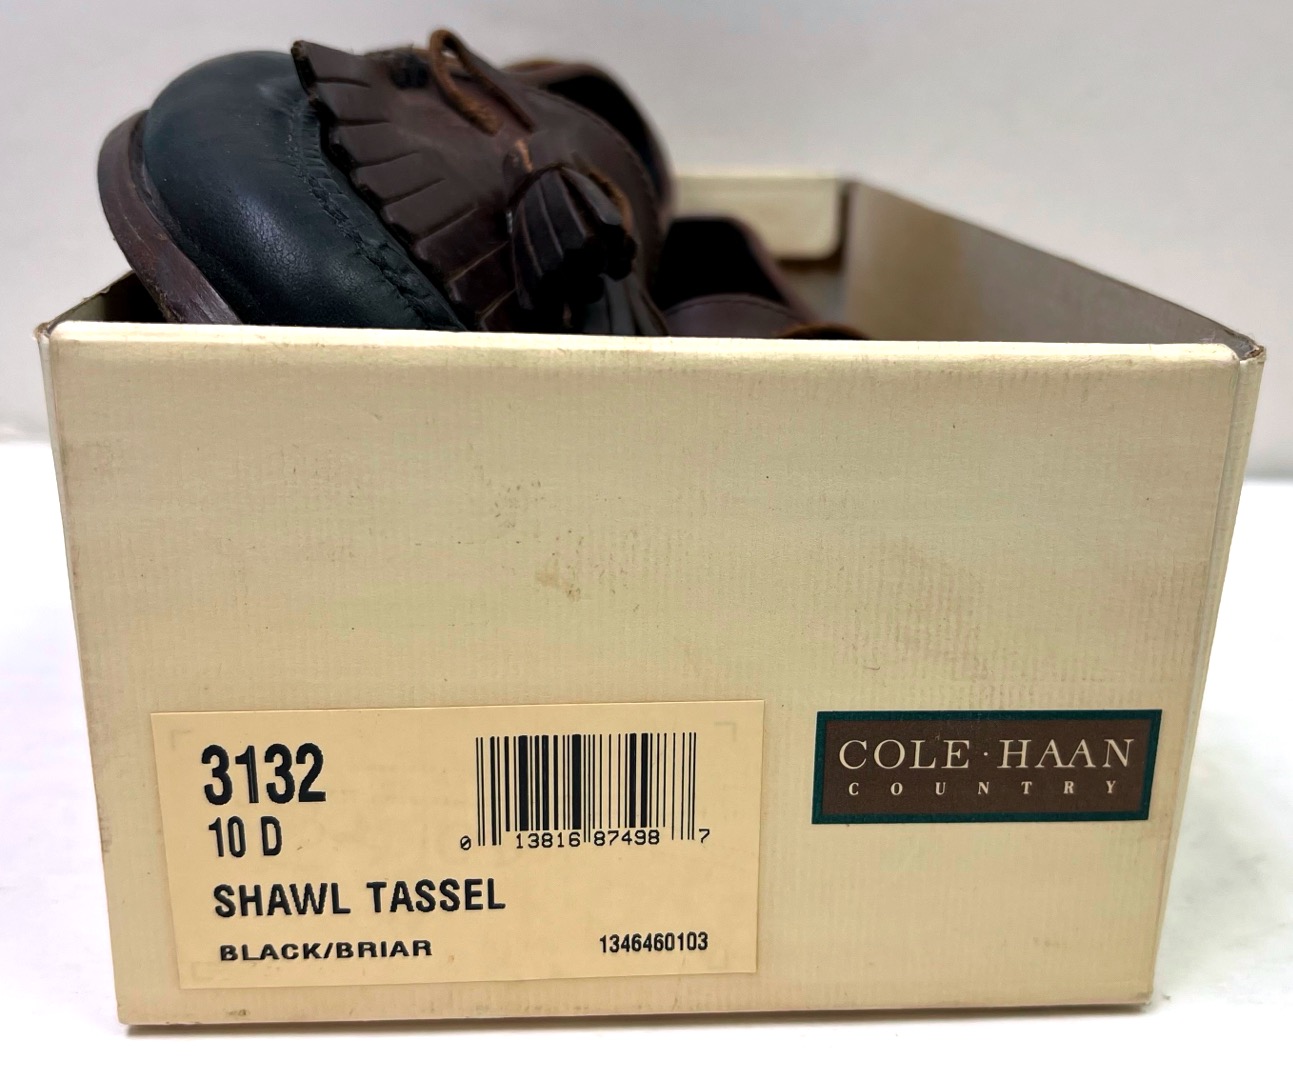 3132
10 D
0 13816 87498 7
SHAWL TASSEL
BLACK/BRIAR
1346460103
COLE·HAAN
COUNTRY